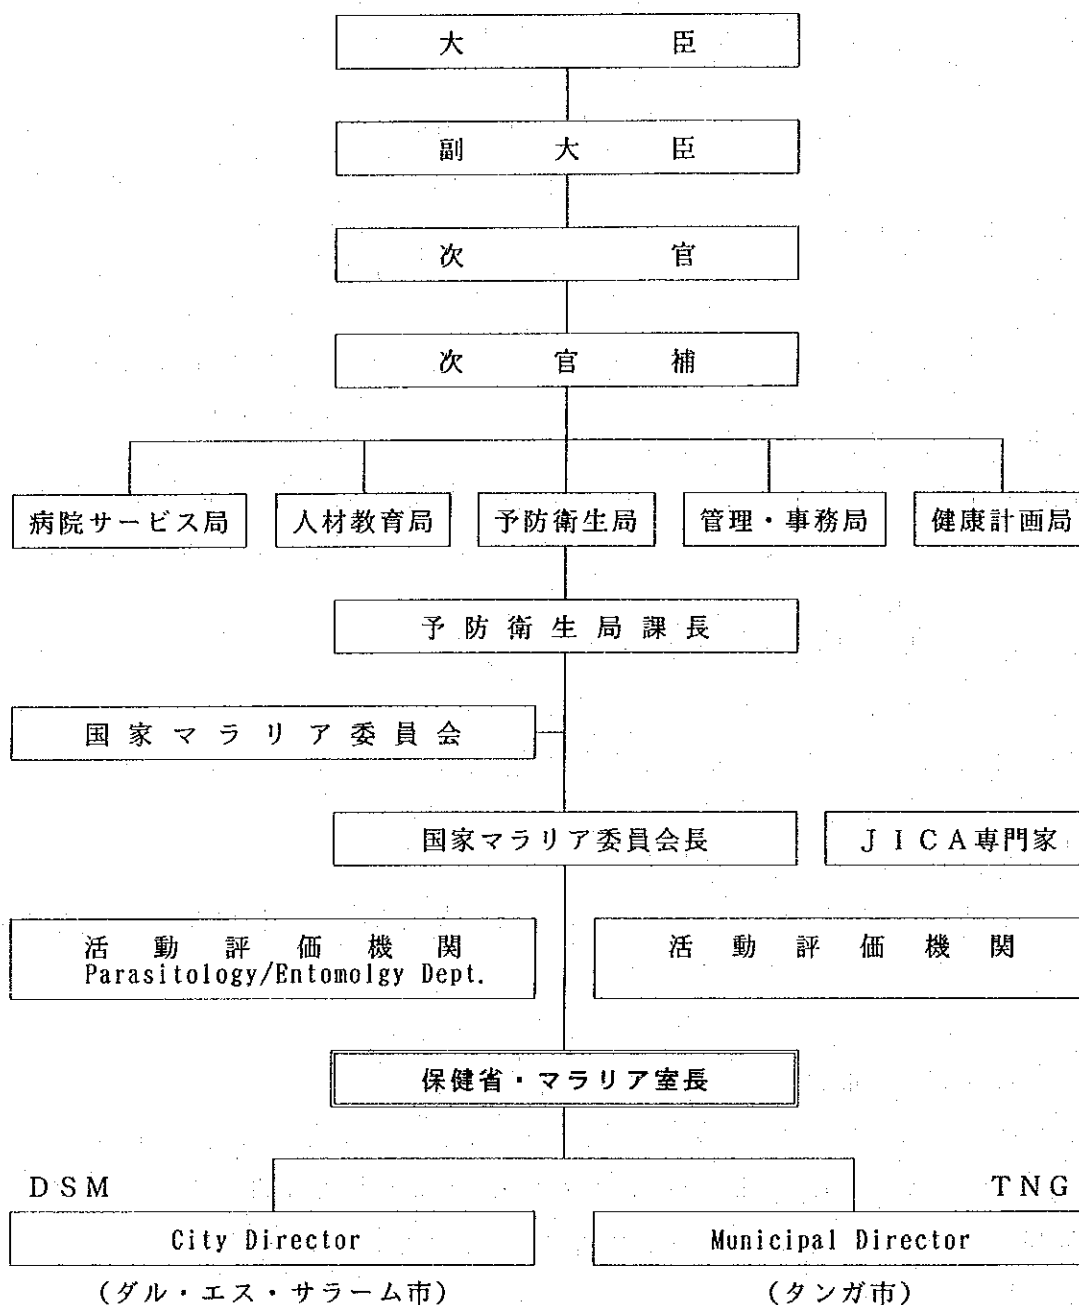 大臣
副大臣
次官
次官補
病院サービス局 人材教育局 予防衛生局 管理・事務局 健康計画局
予防衛生局課長
国家マラリア委員会
国家マラリア委員会長 JICA専門家
活動評価機関 活動評価機関
Parasitology/Entomolgy Dept.
保健省・マラリア室長
DSM TNG
City Director Municipal Director
(ダル・エス・サラーム市) (タンガ市)